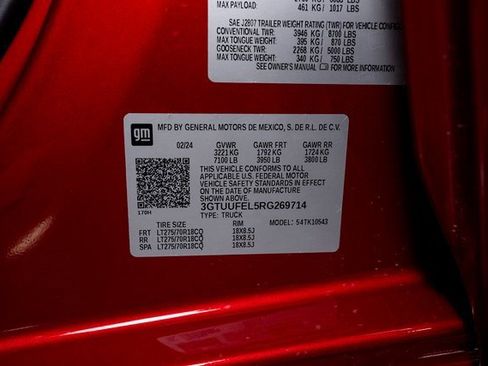 MAX PAYLOAD: 461 KG / 1017 LBS
SAE J2807 TRAILER WEIGHT RATING (TWR) FOR VEHICLE
CONVENTIONAL TWR: 3946 KG / 8700 LBS
MAX TONGUE WEIGHT: 395 KG / 870 LBS
GOOSENECK TWR: 2268 KG / 5000 LBS
MAX TONGUE WEIGHT: 340 KG / 750 LBS
SEE OWNER'S MANUAL FOR MORE INFORMATION.
gm
MFD BY GENERAL MOTORS DE MEXICO, S. DE R.L. DE C.V.
02/24 GVWR GAWR FRT GAWR RR
3221 KG 1792 KG 1724 KG
7100 LB 3950 LB 3800 LB
THIS VEHICLE CONFORMS TO ALL
APPLICABLE U.S. FEDERAL MOTOR
VEHICLE SAFETY STANDARDS IN EFFECT ON THE
DATE OF MANUFACTURE
SHOWN ABOVE.
3GTUUFEL5RG269714
170H TYPE: TRUCK MODEL: 54TK10543
TIRE SIZE RIM
FRT LT275/70R18CQ 18X8.5J
RR LT275/70R18CQ 18X8.5J
SPA LT275/70R18CQ 18X8.5J